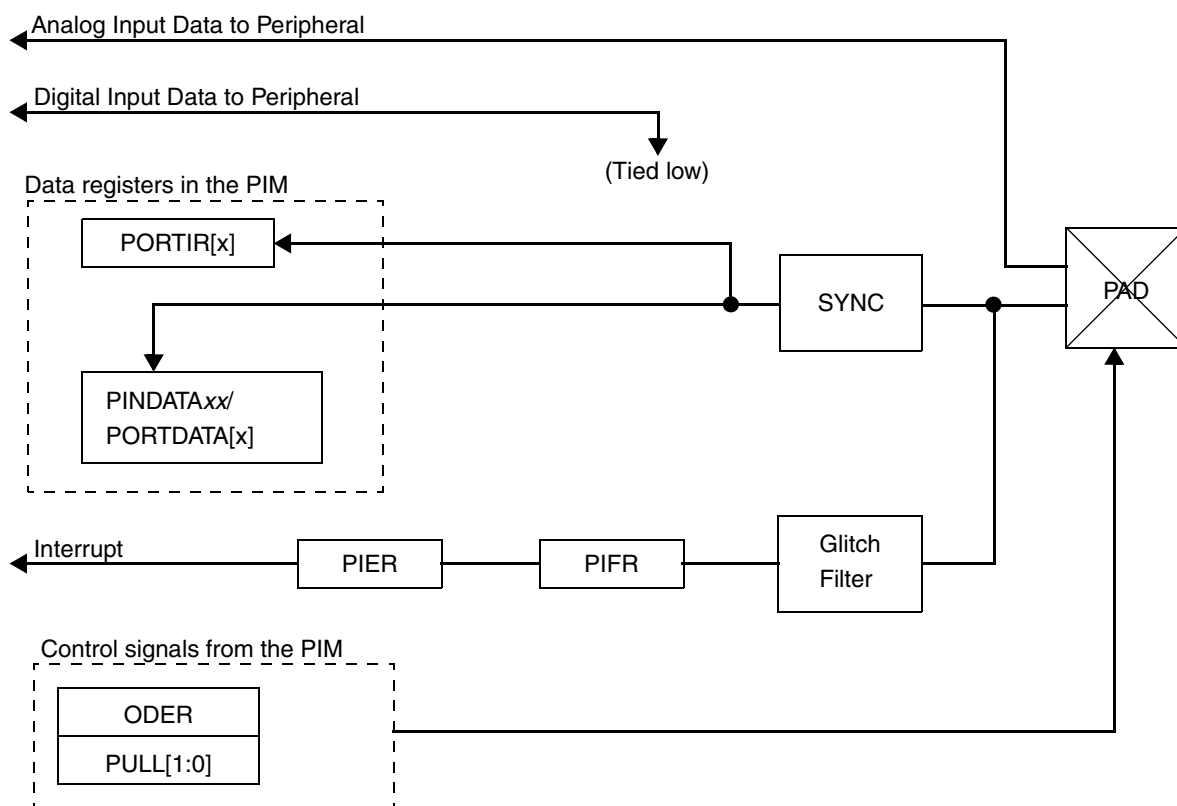 Analog Input Data to Peripheral
Digital Input Data to Peripheral
(Tied low)
Data registers in the PIM
PORTIR[x]
SYNC
PAD
PINDATAxx/
PORTDATA[x]
Interrupt
PIER
PIFR
Glitch
Filter
Control signals from the PIM
ODER
PULL[1:0]